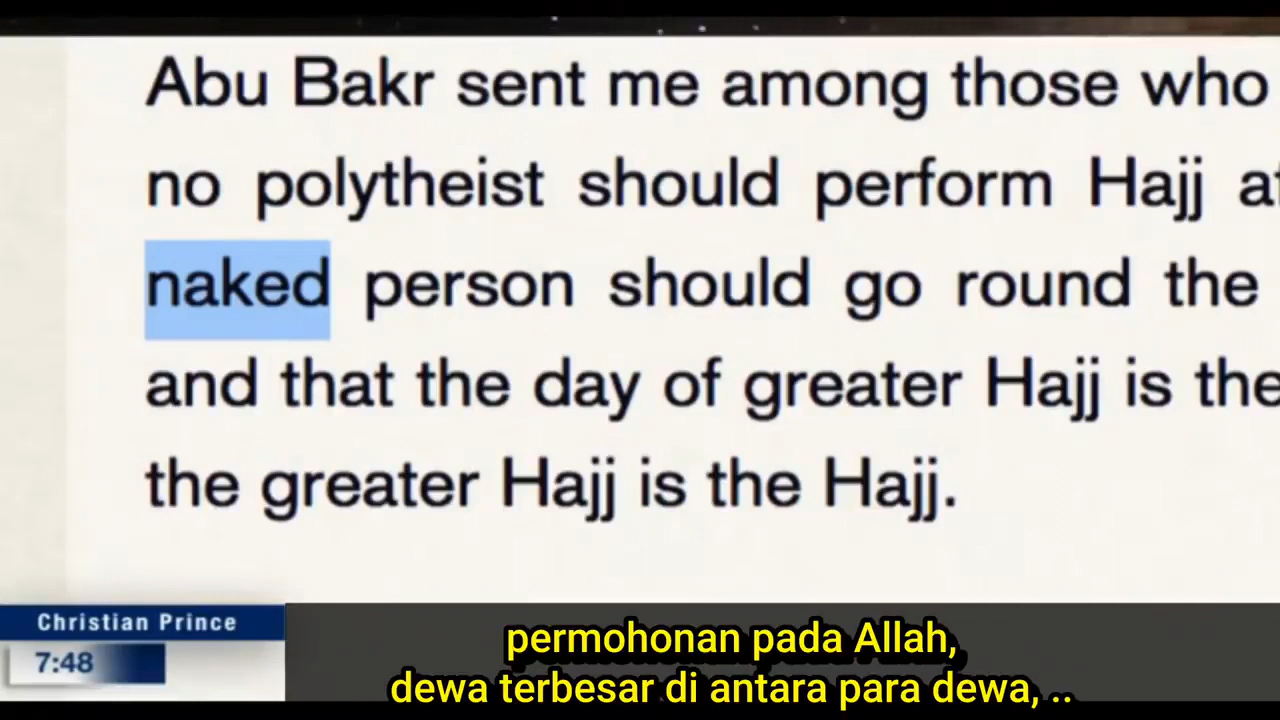 Abu Bakr sent me among those who
no polytheist should perform Hajj
naked person should go round the
and that the day of greater Hajj is the
the greater Hajj is the Hajj.
Christian Prince
7:48
permohonan pada Allah,
dewa terbesar di antara para dewa, ..